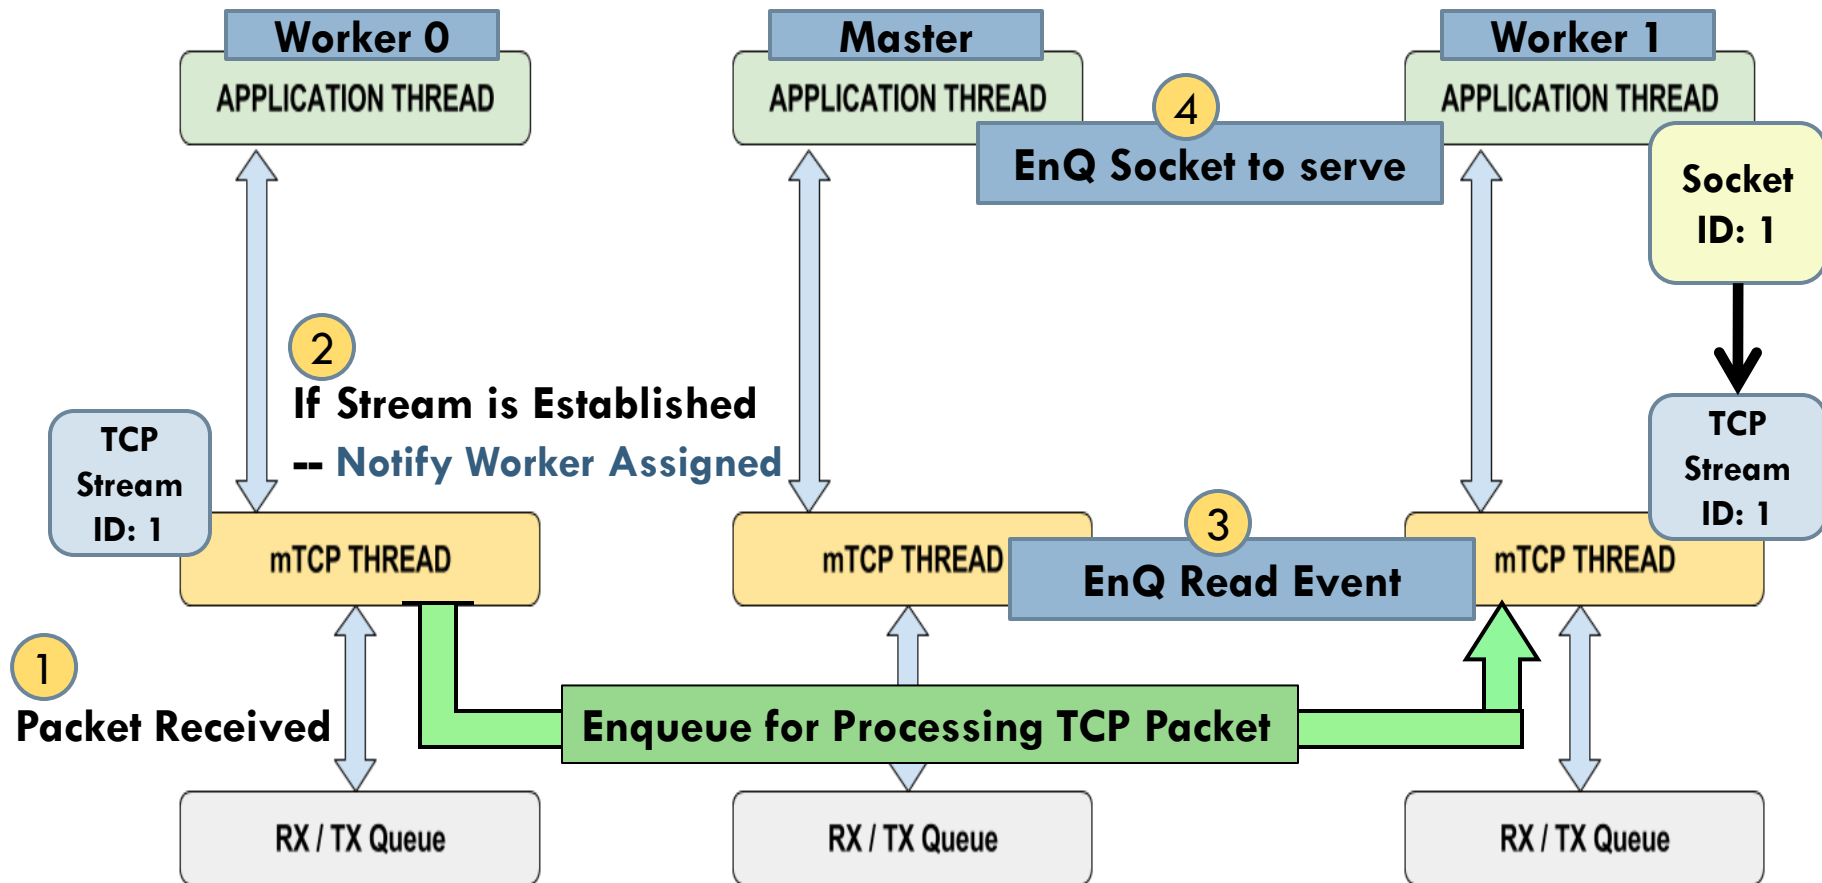 Worker 0
Master
Worker 1
APPLICATION THREAD
APPLICATION THREAD
APPLICATION THREAD
4
EnQ Socket to serve
Socket
ID: 1
2
If Stream is Established
-- Notify Worker Assigned
TCP
Stream
ID: 1
TCP
Stream
ID: 1
3
mTCP THREAD
mTCP THREAD
EnQ Read Event
mTCP THREAD
1
Packet Received
Enqueue for Processing TCP Packet
RX / TX Queue
RX / TX Queue
RX / TX Queue